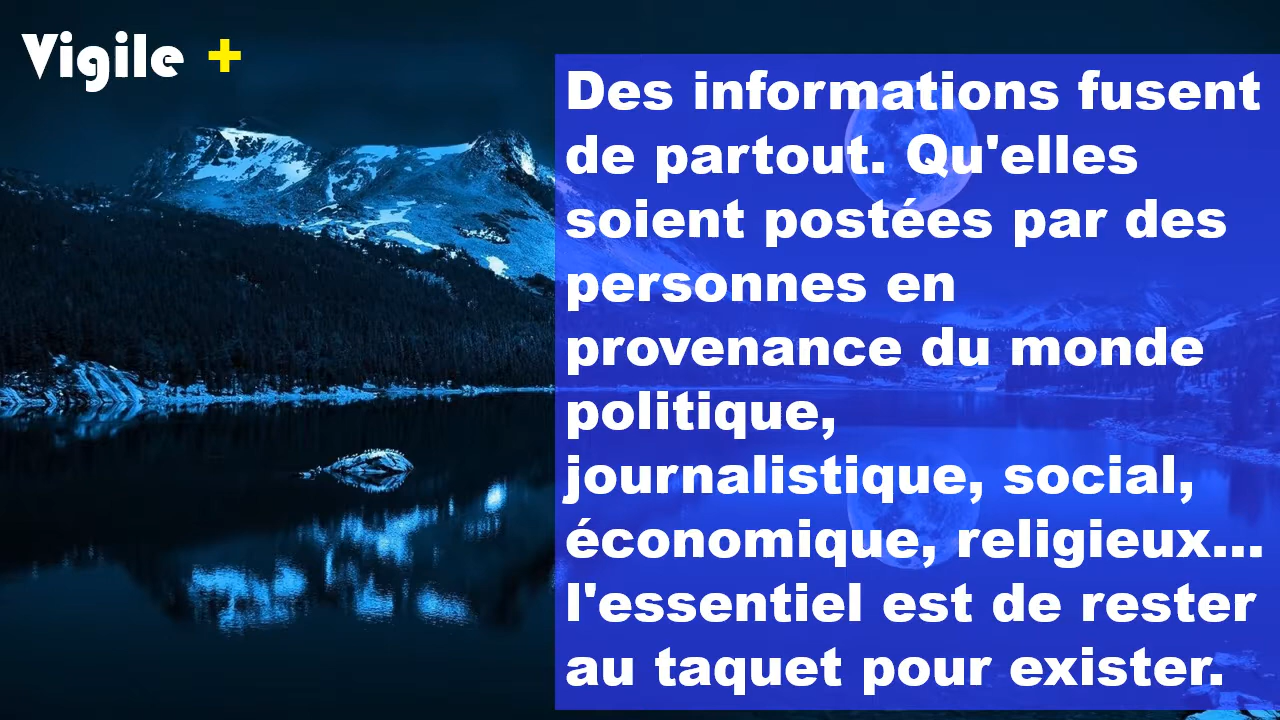 Vigile +
Des informations fusent
de partout. Qu'elles
soient postées par des
personnes en
provenance du monde
politique,
journalistique, social,
économique, religieux...
l'essentiel est de rester
au taquet pour exister.